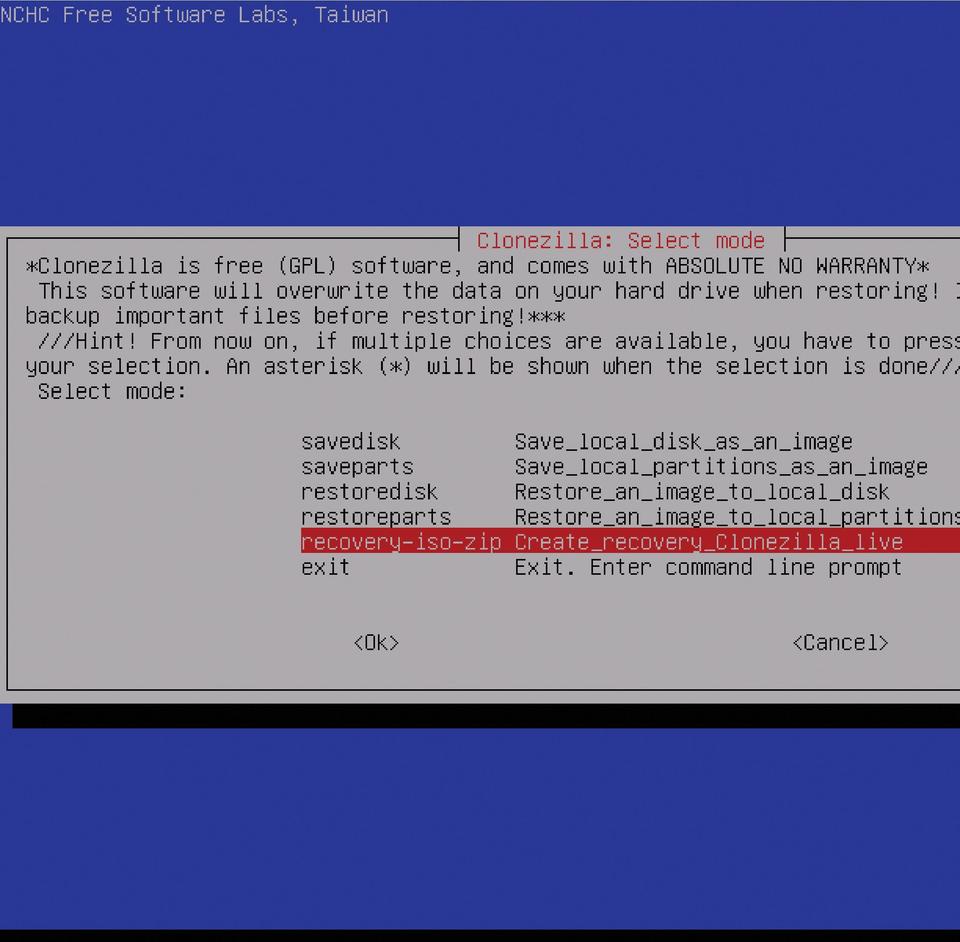 NCHC Free Software Labs, Taiwan
Clonezilla: Select mode
*Clonezilla is free (GPL) software, and comes with ABSOLUTE NO WARRANTY*
This software will overwrite the data on your hard drive when restoring!
backup important files before restoring!***
///Hint! From now on, if multiple choices are available, you have to press
your selection. An asterisk (*) will be shown when the selection is done///
Select mode:
savedisk Save_local_disk_as_an_image
saveparts Save_local_partitions_as_an_image
restoredisk Restore_an_image_to_local_disk
restoreparts Restore_an_image_to_local_partitions
recovery-iso-zip Create_recovery_Clonezilla_live
exit Exit. Enter command line prompt
<Ok> <Cancel>